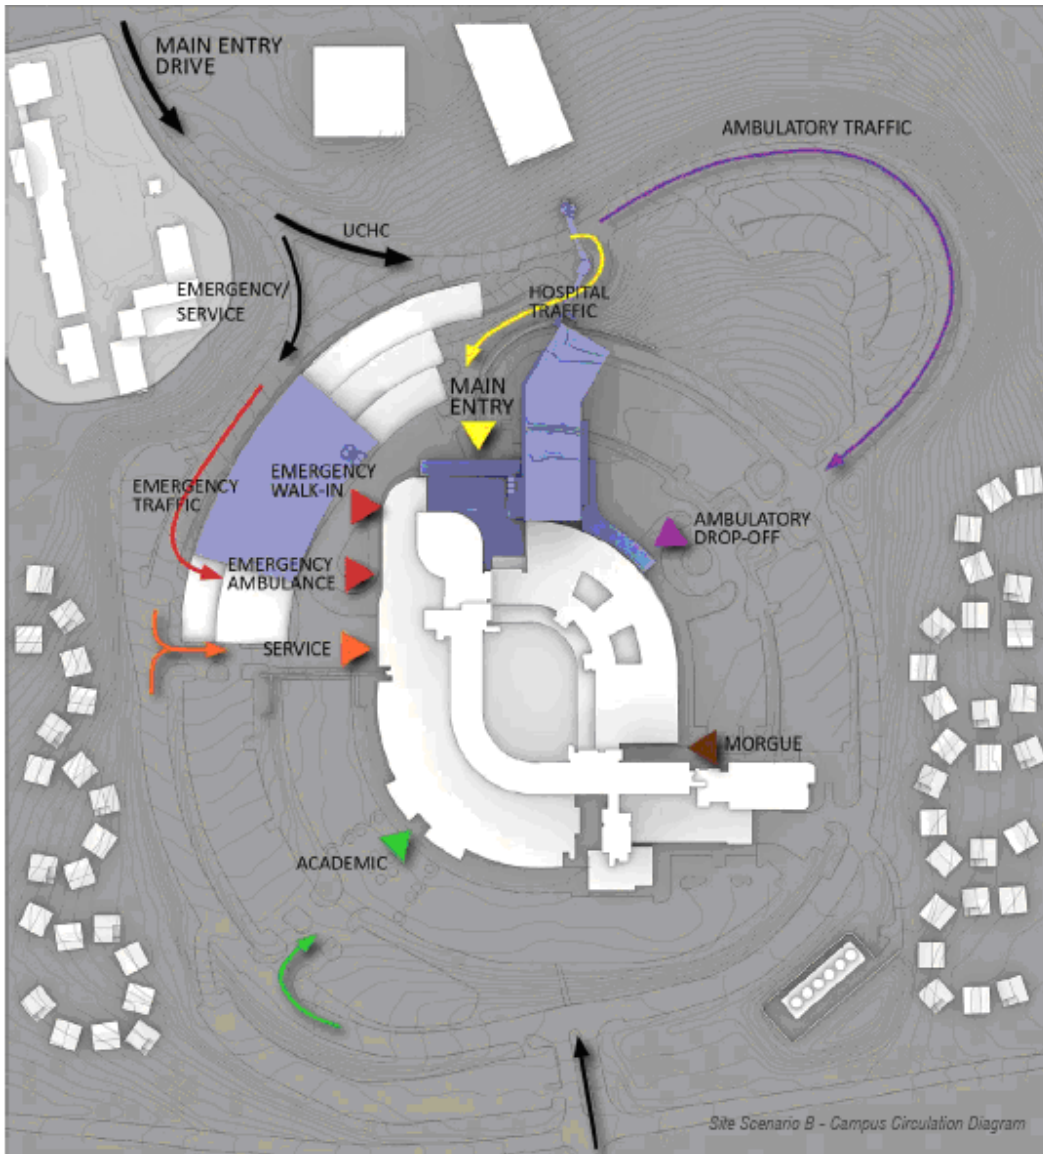 MAIN ENTRY
DRIVE
AMBULATORY TRAFFIC
UCHC
EMERGENCY/
SERVICE
HOSPITAL
TRAFFIC
MAIN
ENTRY
EMERGENCY
WALK-IN
EMERGENCY
TRAFFIC
AMBULATORY
DROP-OFF
EMERGENCY
AMBULANCE
SERVICE
MORGUE
ACADEMIC
Site Scenario B - Campus Circulation Diagram